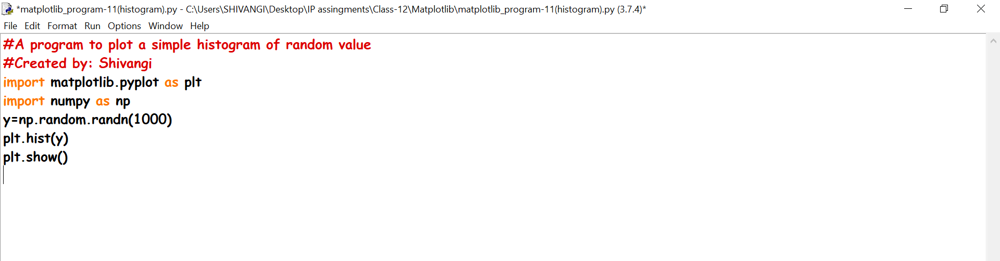 *matplotlib_program-11(histogram).py - C:\Users\SHIVANGI\Desktop\IP assingments\Class-12\Matplotlib\matplotlib_program-11(histogram).py (3.7.4)*
File Edit Format Run Options Window Help
#A program to plot a simple histogram of random value
#Created by: Shivangi
import matplotlib.pyplot as plt
import numpy as np
y=np.random.randn(1000)
plt.hist(y)
plt.show()